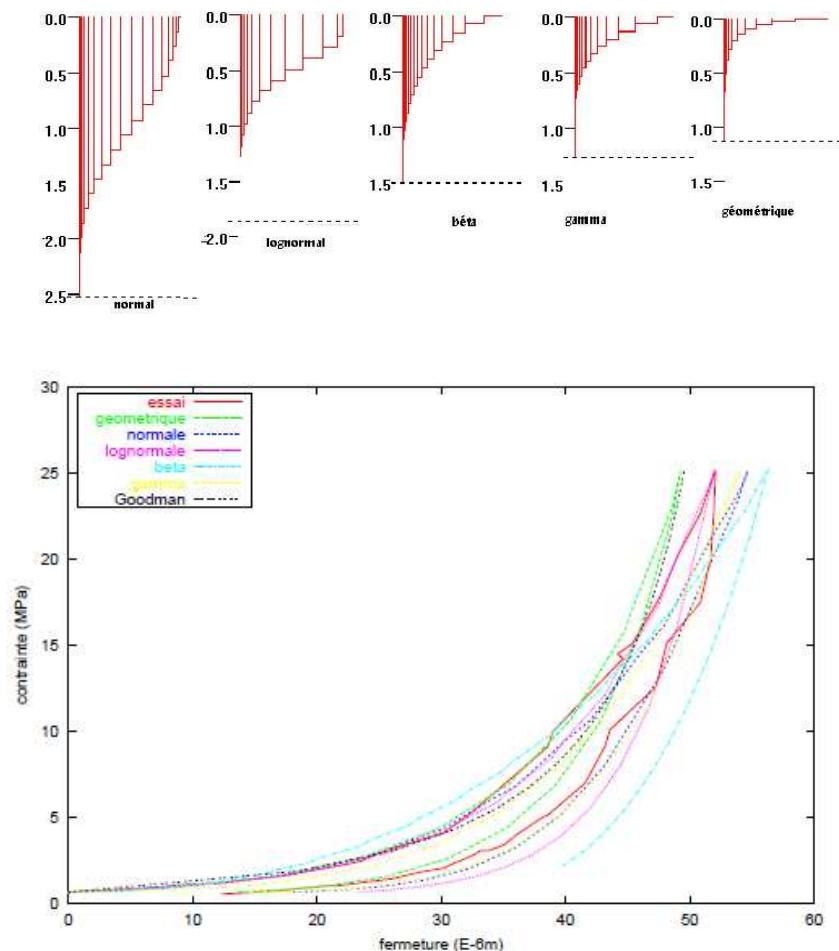 0.0 0.0 0.0 0.0 0.0
0.5 0.5 0.5 0.5 0.5
1.0 1.0 1.0 1.0 1.0
1.5 1.5 1.5 1.5
géométrique
béta gamma
-2.0 -2.0 lognormal
2.5
normal
30
25
20
15
10
5
0
contrainte (MPa)
essai
geometrique
normale
lognormale
beta
gamma
Goodman
0 10 20 30 40 50 60
fermeture (E-6m)